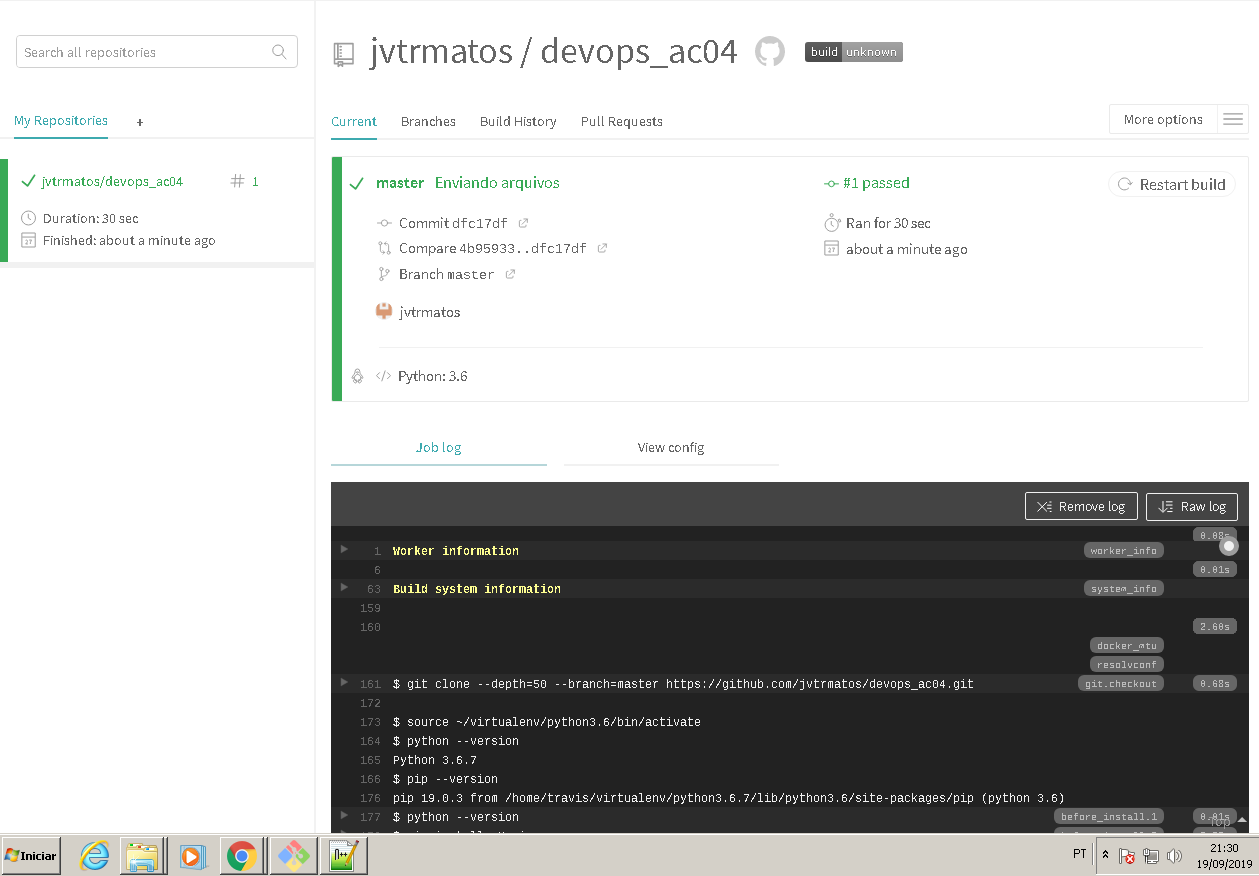 Search all repositories
jvtrmatos / devops_ac04
build unknown
My Repositories +
Current Branches Build History Pull Requests
More options
jvtrmatos/devops_ac04 # 1
Duration: 30 sec
Finished: about a minute ago
master Enviando arquivos
#1 passed
Restart build
Commit dfc17df
Compare 4b95933..dfc17df
Branch master
Ran for 30 sec
about a minute ago
jvtrmatos
Python: 3.6
Job log View config
Remove log Raw log
0.08s
1 Worker information worker_info
6 0.01s
63 Build system information system_info
159
160 2.60s
docker_mtu
resolvconf
161 $ git clone --depth=50 --branch=master https://github.com/jvtrmatos/devops_ac04.git git.checkout 0.68s
172
173 $ source ~/virtualenv/python3.6/bin/activate
164 $ python --version
165 Python 3.6.7
166 $ pip --version
176 pip 19.0.3 from /home/travis/virtualenv/python3.6.7/lib/python3.6/site-packages/pip (python 3.6)
177 $ python --version before_install.1 0.01s
Top
Iniciar
PT
21:30
19/09/2019